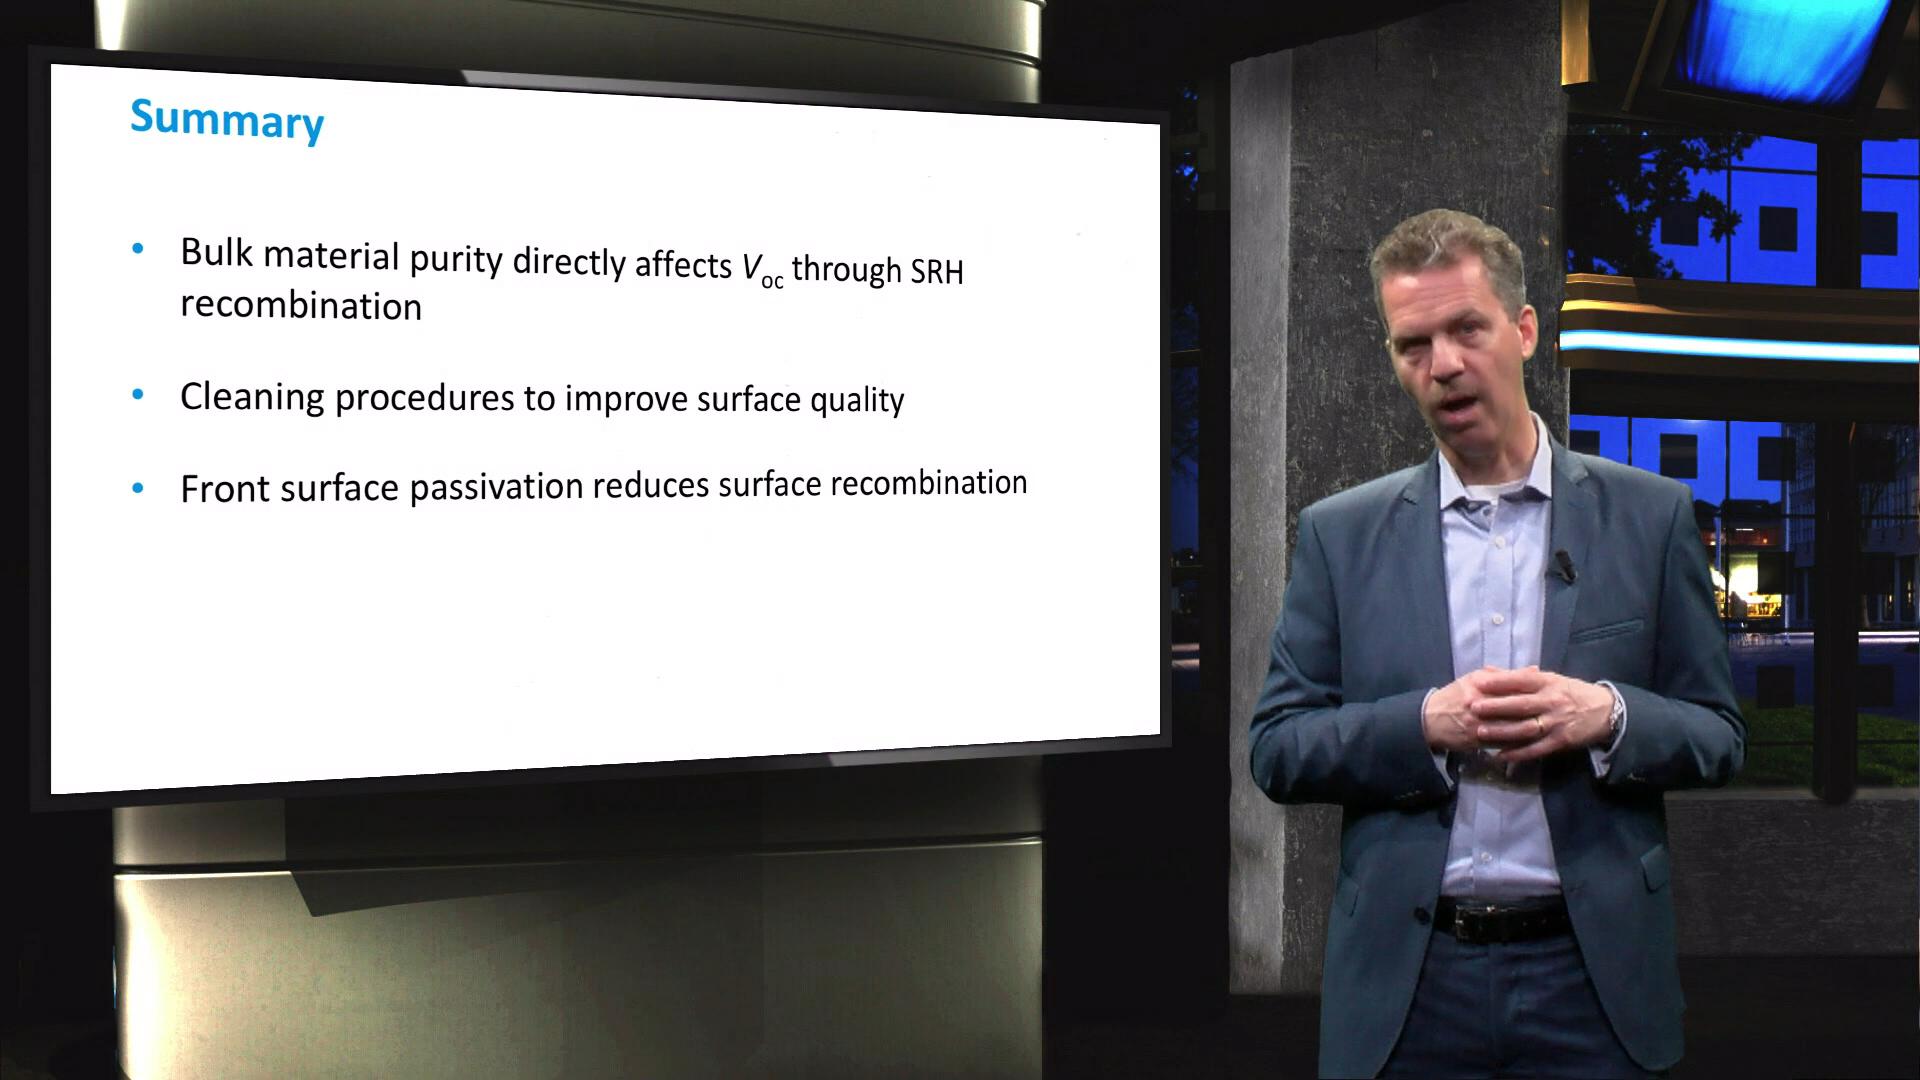 Summary
• Bulk material purity directly affects Voc through SRH
recombination
• Cleaning procedures to improve surface quality
• Front surface passivation reduces surface recombination